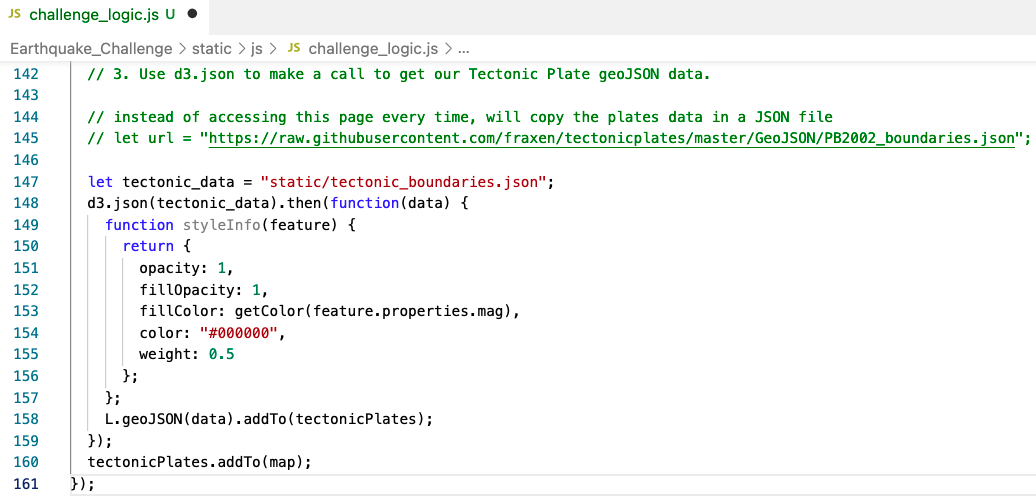 JS challenge_logic.js U ●
Earthquake_Challenge > static > js > JS challenge_logic.js > ...
142 // 3. Use d3.json to make a call to get our Tectonic Plate geoJSON data.
143
144 // instead of accessing this page every time, will copy the plates data in a JSON file
145 // let url = "https://raw.githubusercontent.com/fraxen/tectonicplates/master/GeoJSON/PB2002_boundaries.json";
146
147 let tectonic_data = "static/tectonic_boundaries.json";
148 d3.json(tectonic_data).then(function(data) {
149 function styleInfo(feature) {
150 return {
151 opacity: 1,
152 fillOpacity: 1,
153 fillColor: getColor(feature.properties.mag),
154 color: "#000000",
155 weight: 0.5
156 };
157 };
158 L.geoJSON(data).addTo(tectonicPlates);
159 });
160 tectonicPlates.addTo(map);
161 });